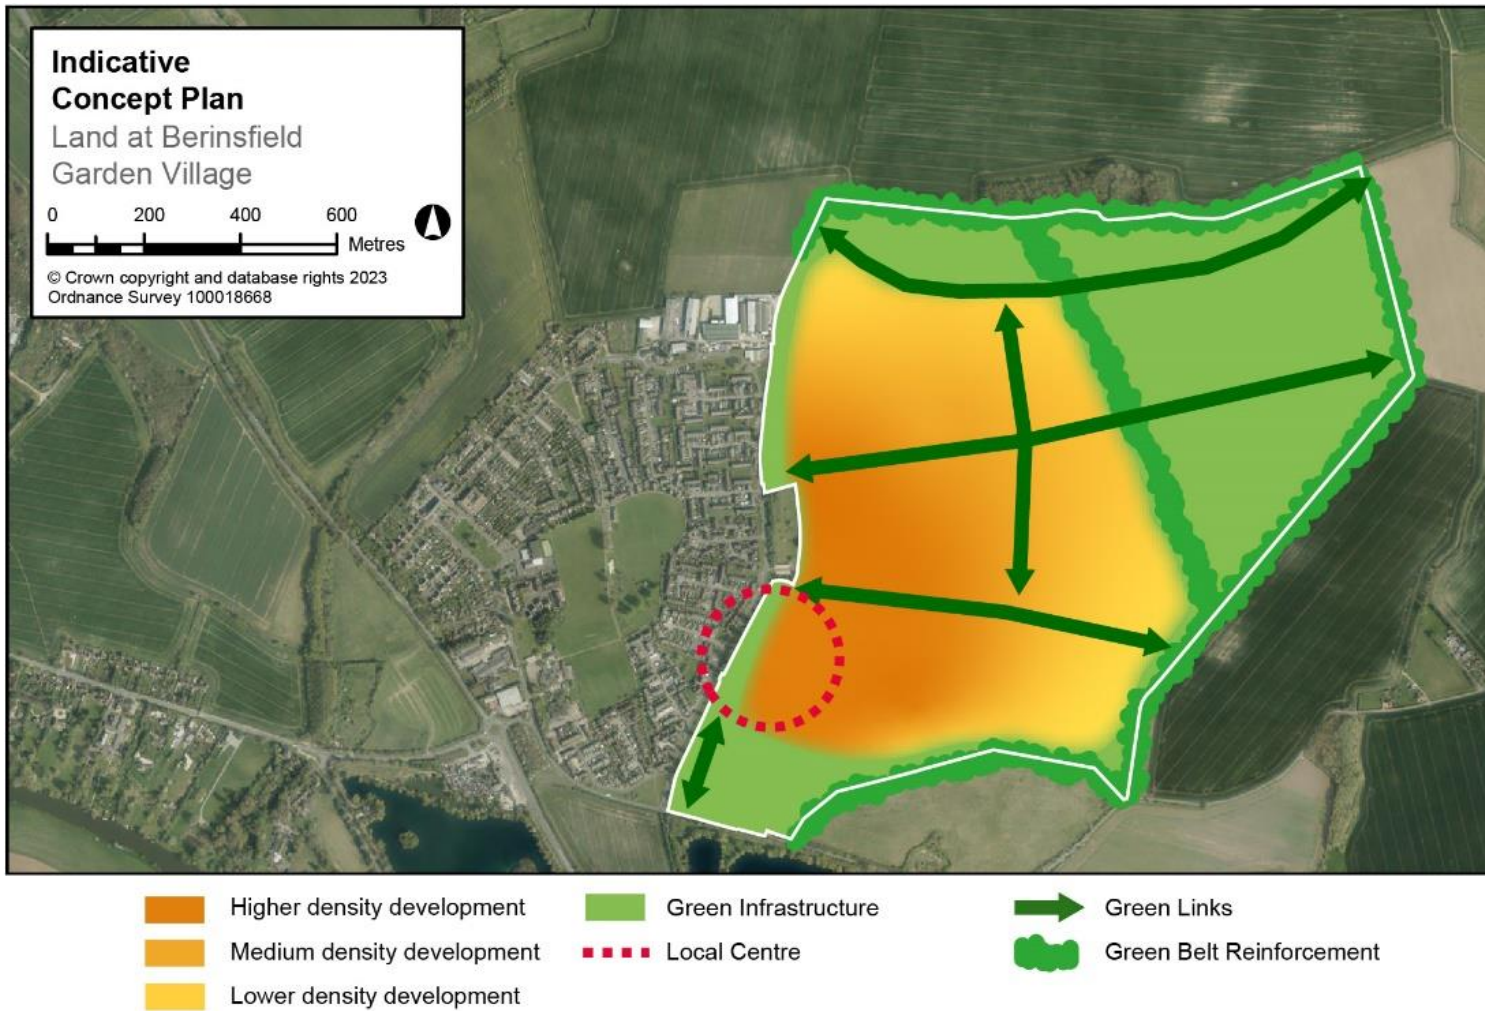 Indicative
Concept Plan
Land at Berinsfield
Garden Village
0 200 400 600
Metres
© Crown copyright and database rights 2023
Ordnance Survey 100018668
Higher density development
Medium density development
Lower density development
Green Infrastructure
Local Centre
Green Links
Green Belt Reinforcement